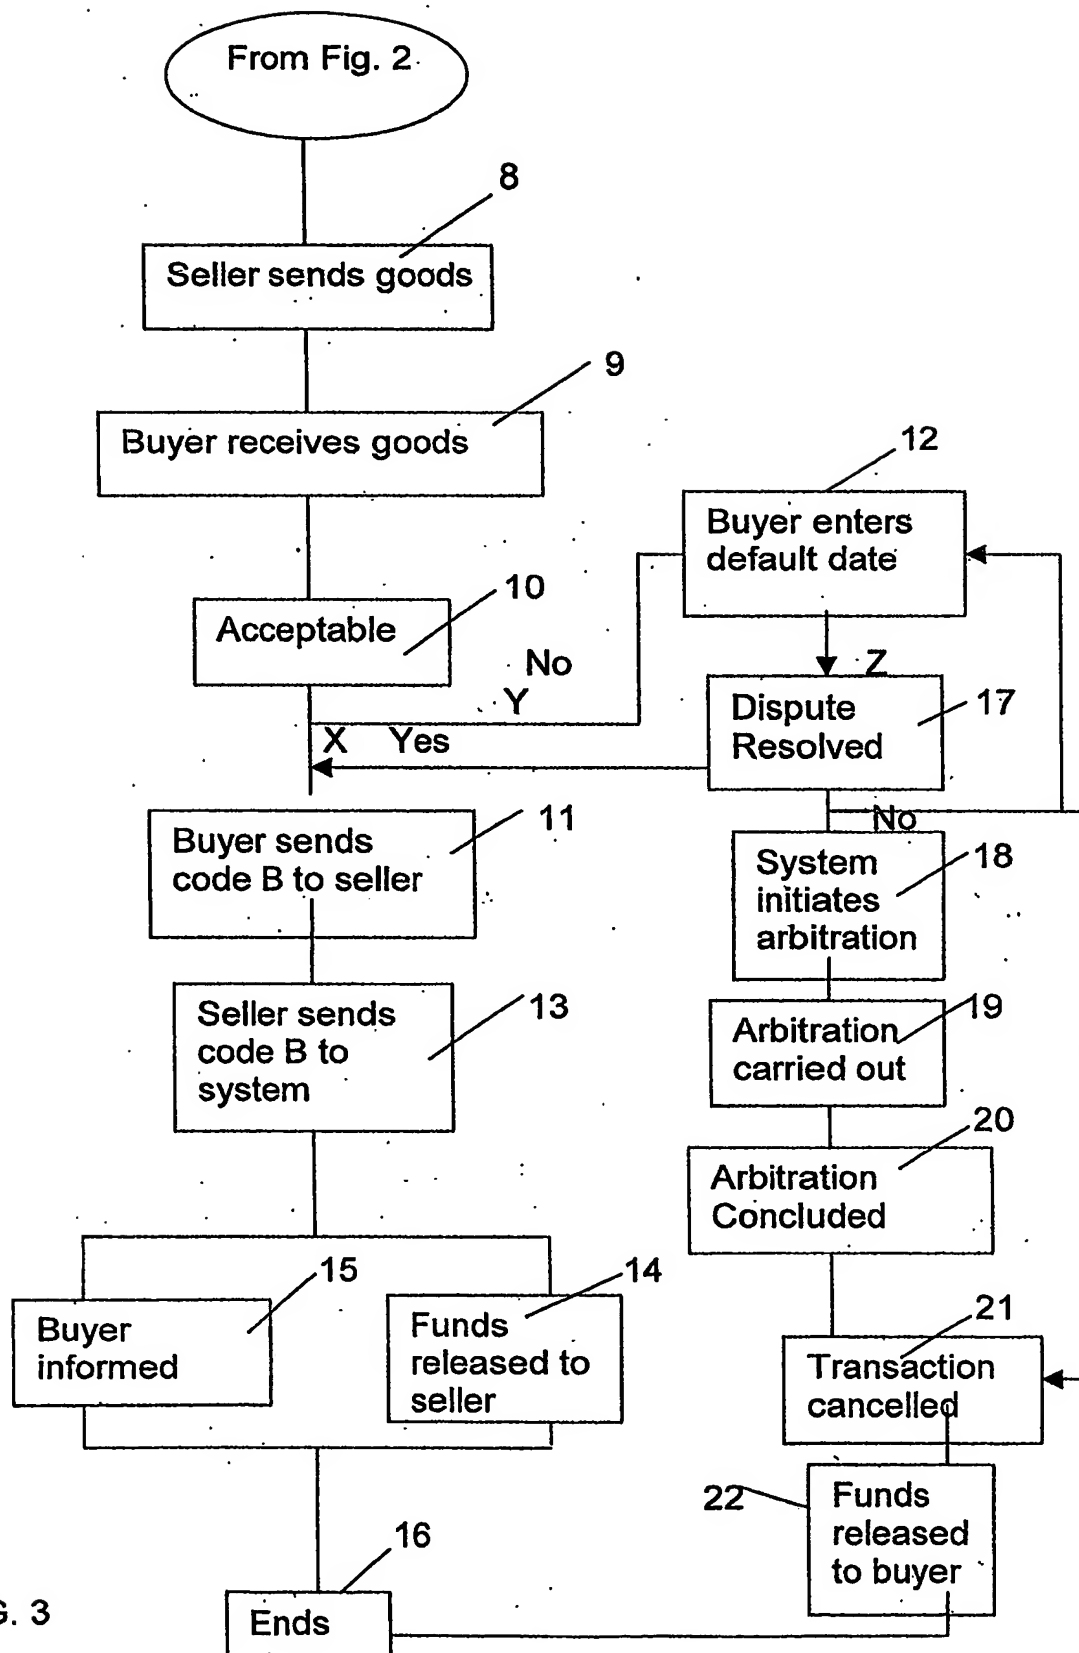 From Fig. 2
8
Seller sends goods
9
Buyer receives goods
12
Buyer enters
default date
10
Acceptable
No
Y
Z
X Yes
Dispute
Resolved
17
11
Buyer sends
code B to seller
No
18
System
initiates
arbitration
13
Seller sends
code B to
system
19
Arbitration
carried out
20
Arbitration
Concluded
15
Buyer
informed
14
Funds
released to
seller
21
Transaction
cancelled
22
Funds
released
to buyer
16
Ends
G. 3